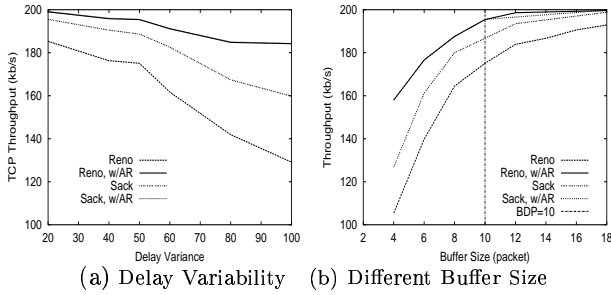 200
180
160
140
120
100
20 30 40 50 60 70 80 90 100
TCP Throughput (kb/s)
Delay Variance
Reno
Reno, w/AR
Sack
Sack, w/AR
(a) Delay Variability
200
180
160
140
120
100
2 4 6 8 10 12 14 16 18
Throughput (kb/s)
Buffer Size (packet)
Reno
Reno, w/AR
Sack
Sack, w/AR
BDP=10
(b) Different Buffer Size